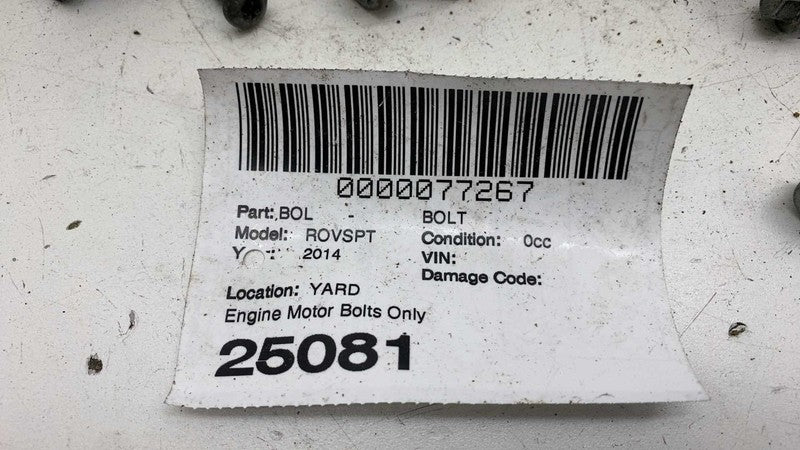 0000077267
Part: BOL - BOLT
Model: ROVSPT Condition: 0cc
2014 VIN:
Damage Code:
Location: YARD
Engine Motor Bolts Only
25081